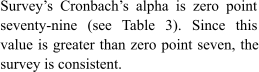 Survey’s Cronbach’s alpha is zero point
seventy-nine (see Table 3). Since this
value is greater than zero point seven, the
survey is consistent.